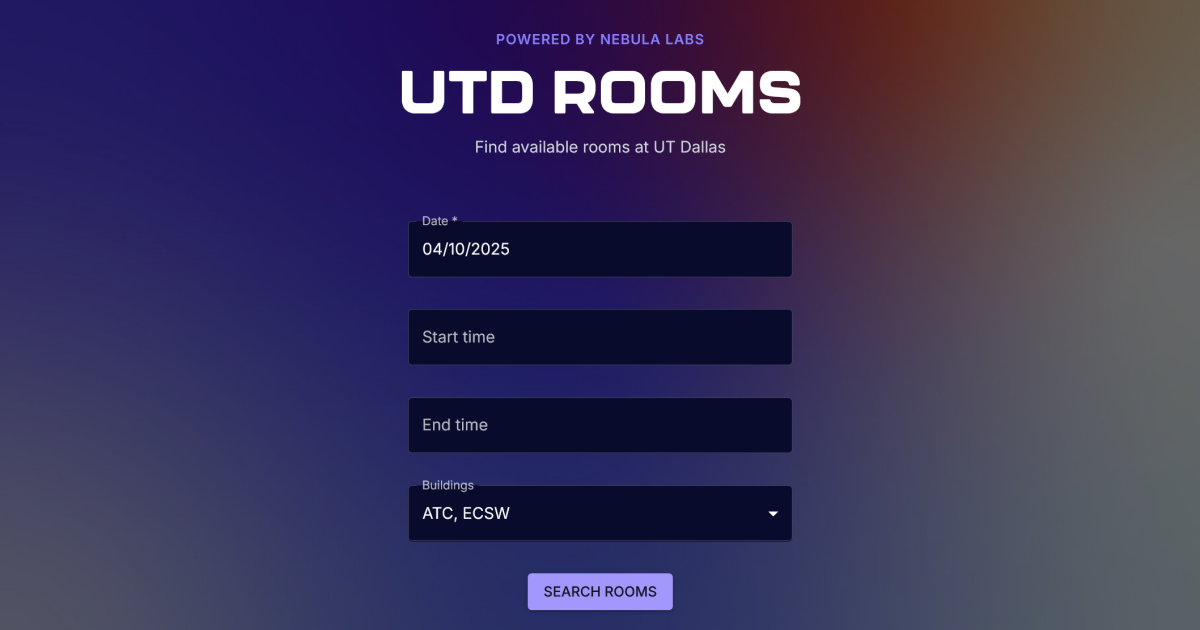 POWERED BY NEBULA LABS
UTD ROOMS
Find available rooms at UT Dallas
Date *
04/10/2025
Start time
End time
Buildings
ATC, ECSW
SEARCH ROOMS